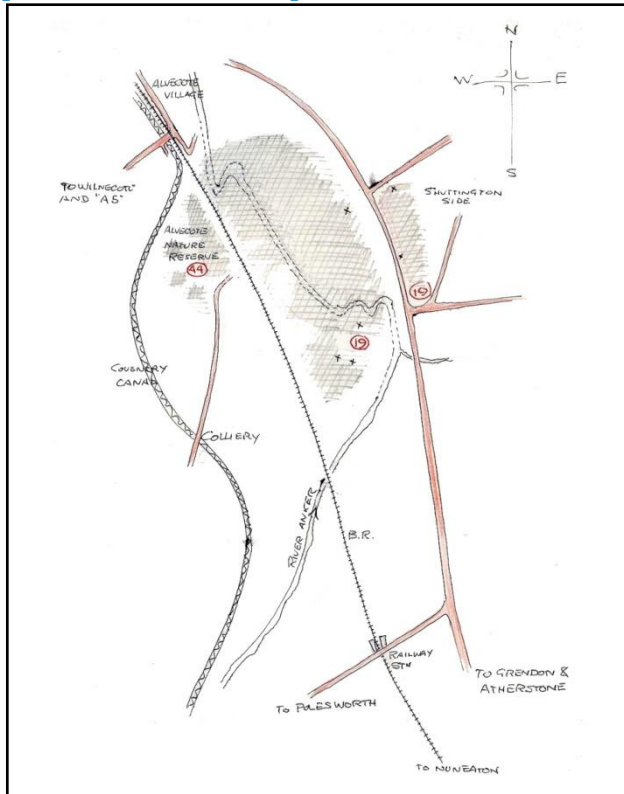 N
W E
S
ALVECOTE
VILLAGE
TO WILNECOTE
AND "A5"
SHUTTINGTON
SIDE
ALVECOTE
NATURE
RESERVE
44
19
19
COVENTRY
CANAL
COLLIERY
RIVER ANKER
B.R.
RAILWAY
STN
TO GRENDON &
ATHERSTONE
TO POLESWORTH
TO NUNEATON